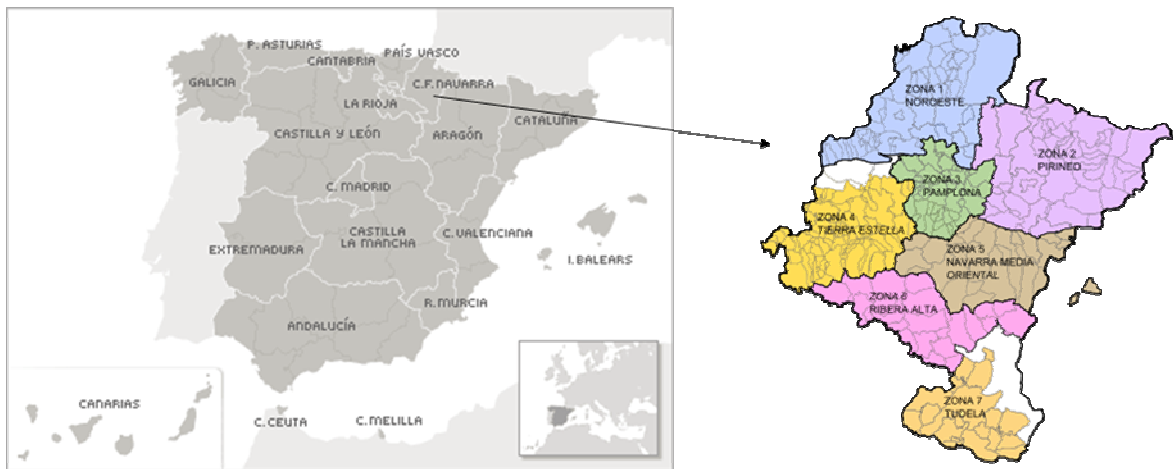 P. ASTURIAS
PAÍS VASCO
CANTABRIA
GALICIA
C.F. NAVARRA
LA RIOJA
CATALUÑA
CASTILLA Y LEÓN
ARAGÓN
C. MADRID
EXTREMADURA
CASTILLA
LA MANCHA
C. VALENCIANA
I. BALEARS
R. MURCIA
ANDALUCÍA
CANARIAS
C. CEUTA
C. MELILLA
ZONA 1
NOROESTE
ZONA 2
PIRINEO
ZONA 3
PAMPLONA
ZONA 4
TIERRA ESTELLA
ZONA 5
NAVARRA MEDIA
ORIENTAL
ZONA 6
RIBERA ALTA
ZONA 7
TUDELA